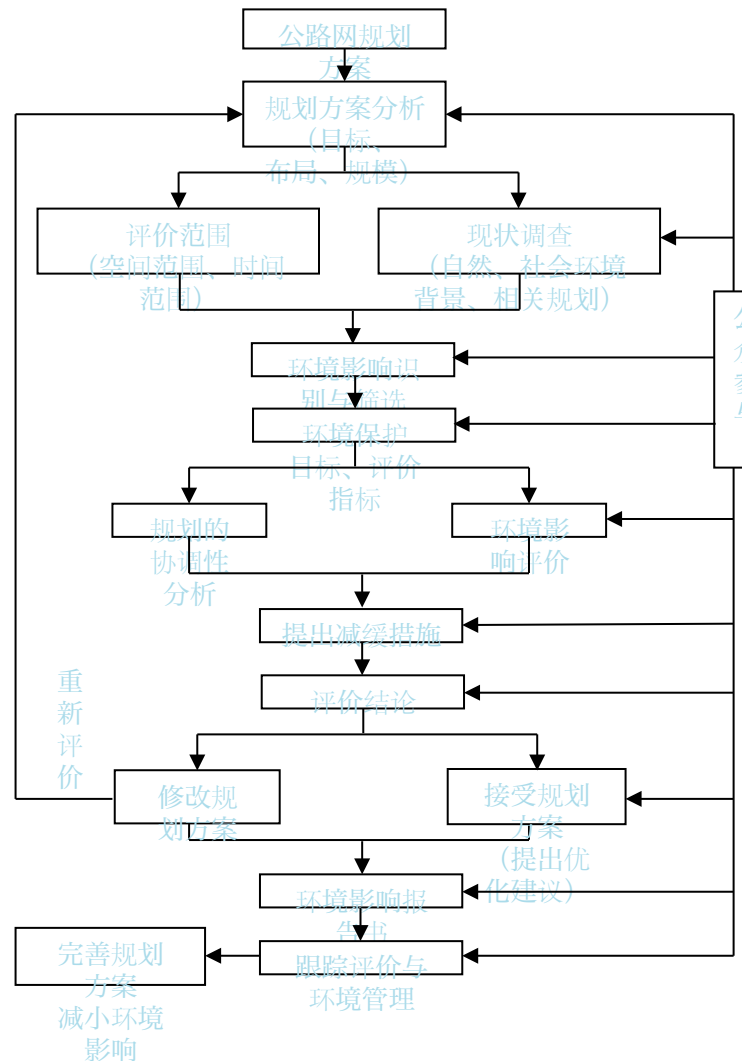 公路网规划
方案
规划方案分析
（目标、
布局、规模）
评价范围
（空间范围、时间
范围）
现状调查
（自然、社会环境
背景、相关规划）
环境影响识
别与筛选
环境保护
目标、评价
指标
规划的
协调性
分析
环境影
响评价
提出减缓措施
评价结论
重
新
评
价
修改规
划方案
接受规划
方案
（提出优
化建议）
环境影响报
告书
跟踪评价与
环境管理
完善规划
方案
减小环境
影响